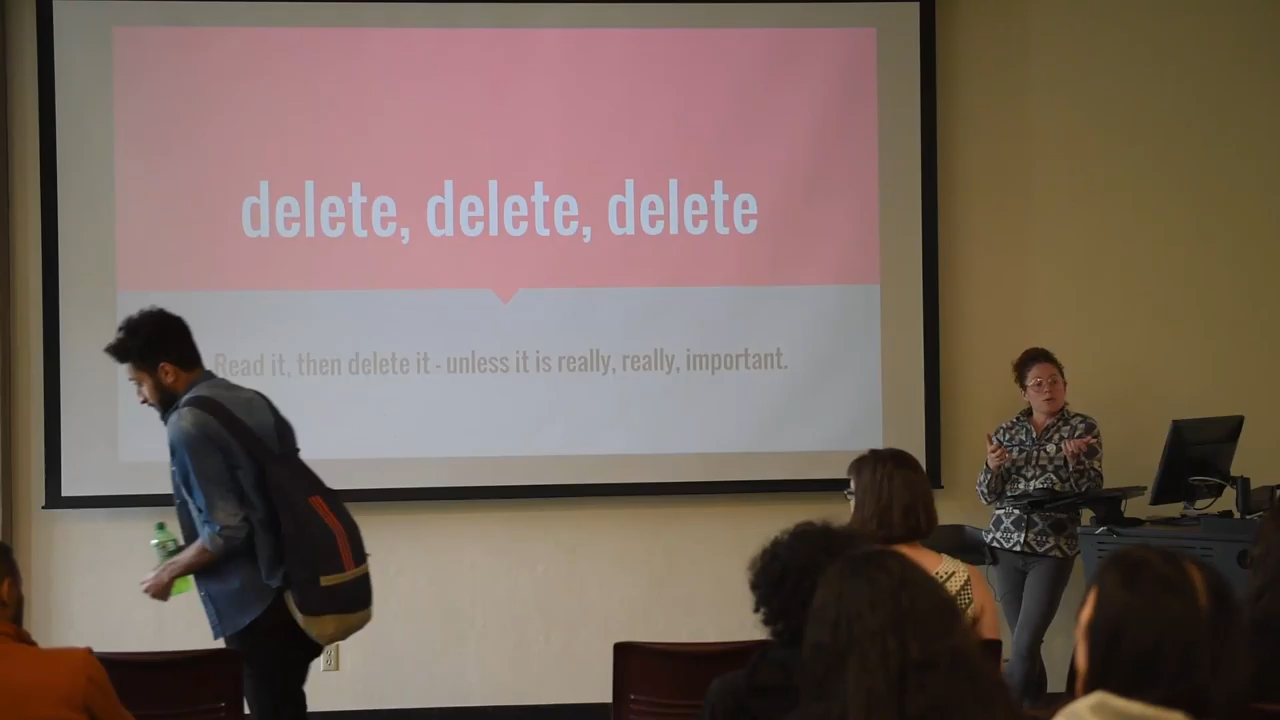 delete, delete, delete
Read it, then delete it - unless it is really, really, important.